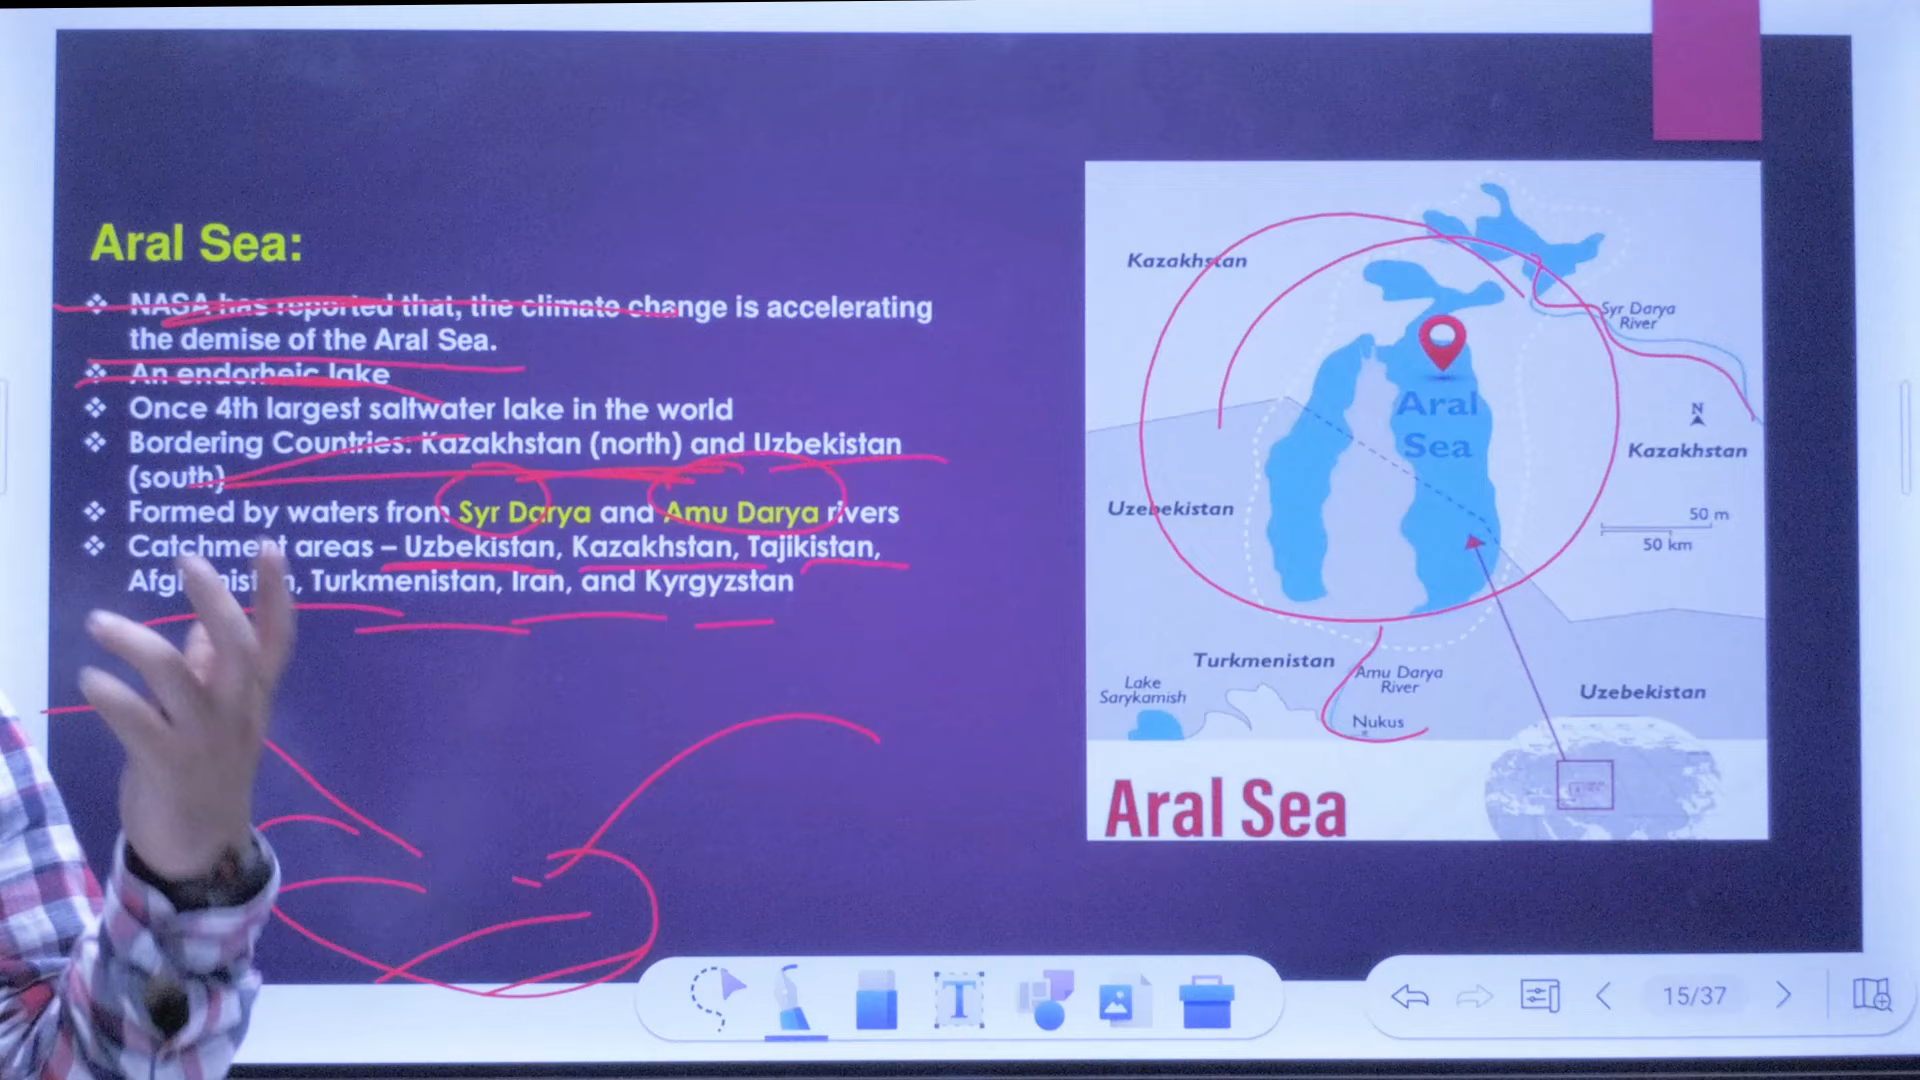 Aral Sea:
NASA has reported that, the climate change is accelerating
the demise of the Aral Sea.
An endorheic lake
Once 4th largest saltwater lake in the world
Bordering Countries: Kazakhstan (north) and Uzbekistan
(south)
Formed by waters from Syr Darya and Amu Darya rivers
Catchment areas – Uzbekistan, Kazakhstan, Tajikistan,
Afghanistan, Turkmenistan, Iran, and Kyrgyzstan
Kazakhstan
Syr Darya
River
Aral
Sea
N
Kazakhstan
Uzebekistan
50 m
50 km
Turkmenistan
Amu Darya
River
Lake
Sarykamish
Uzebekistan
Nukus
Aral Sea
T
15/37